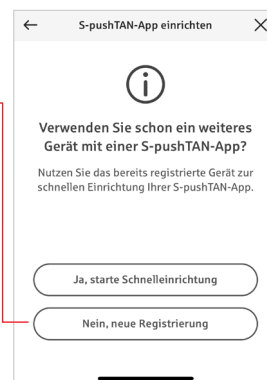 S-pushTAN-App einrichten
Verwenden Sie schon ein weiteres
Gerät mit einer S-pushTAN-App?
Nutzen Sie das bereits registrierte Gerät zur
schnellen Einrichtung Ihrer S-pushTAN-App.
Ja, starte Schnelleinrichtung
Nein, neue Registrierung